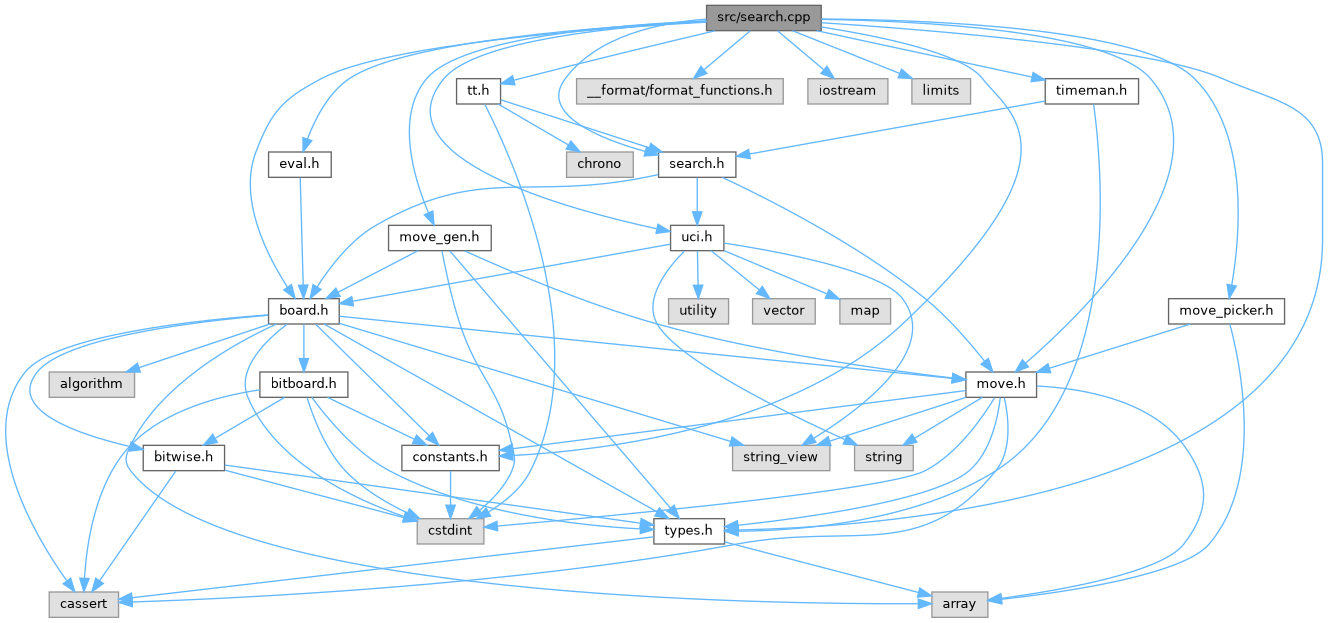 src/search.cpp
tt.h
__format/format_functions.h
iostream
limits
timeman.h
eval.h
chrono
search.h
move_gen.h
uci.h
utility
vector
map
board.h
move_picker.h
algorithm
bitboard.h
move.h
bitwise.h
constants.h
string_view
string
cstdint
types.h
cassert
array